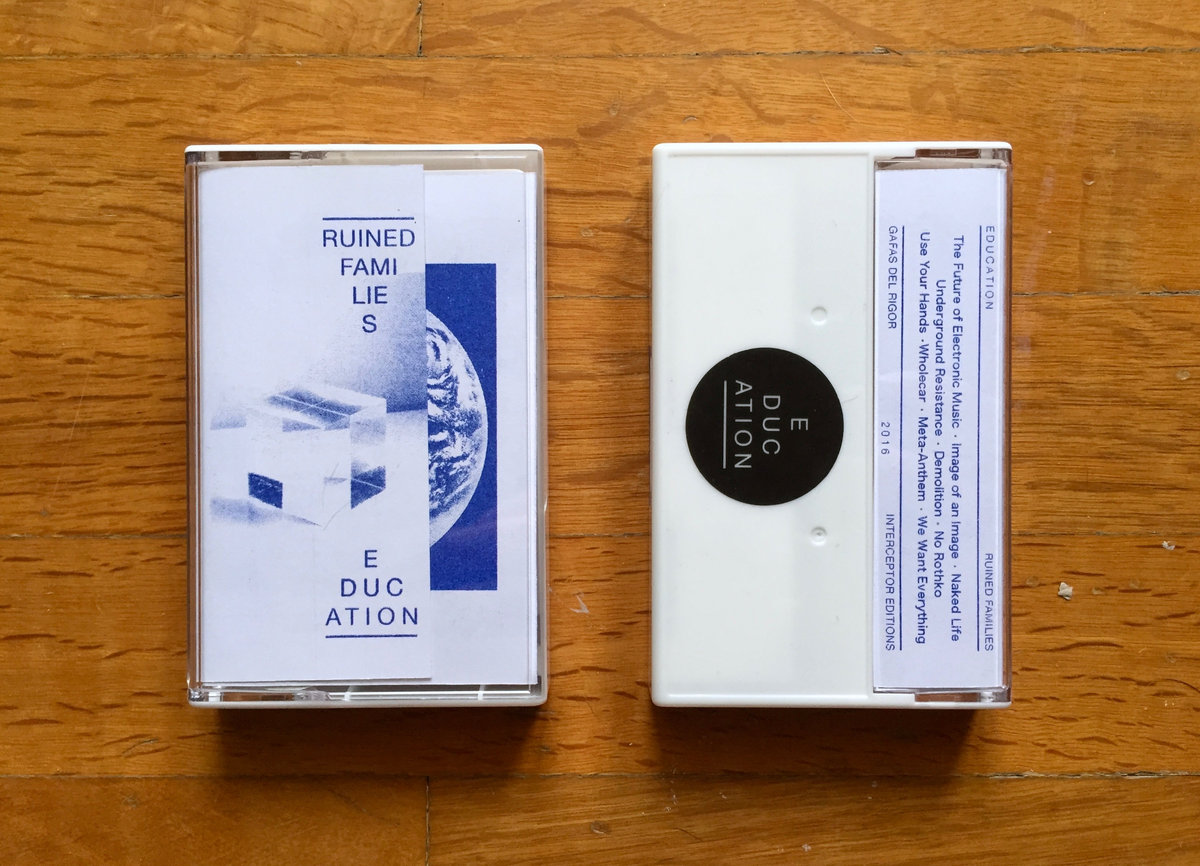 RUINED
FAMI
LIE
S
E
DUC
ATION
E
DUC
ATION
EDUCATION
RUINED FAMILIES
The Future of Electronic Music · Image of an Image · Naked Life
Underground Resistance · Demolition · No Rothko
Use Your Hands · Wholecar · Meta-Anthem · We Want Everything
GAFAS DEL RIGOR
2016
INTERCEPTOR EDITIONS